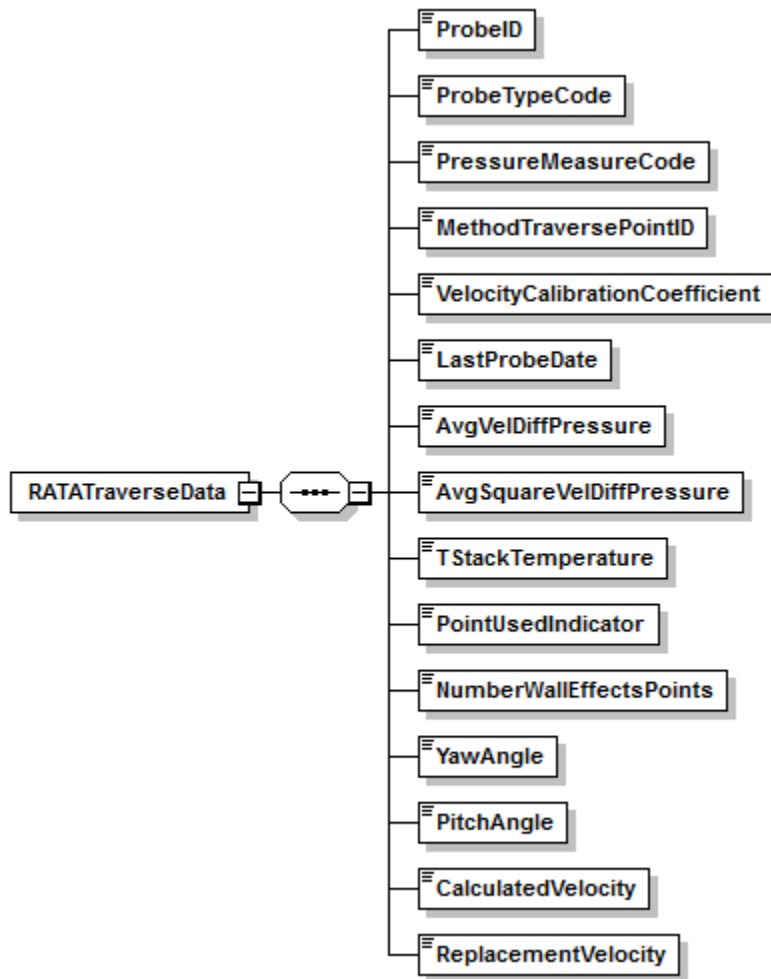 ProbeID
ProbeTypeCode
PressureMeasureCode
MethodTraversePointID
VelocityCalibrationCoefficient
LastProbeDate
AvgVelDiffPressure
RATATraverseData
AvgSquareVelDiffPressure
TStackTemperature
PointUsedIndicator
NumberWallEffectsPoints
YawAngle
PitchAngle
CalculatedVelocity
ReplacementVelocity